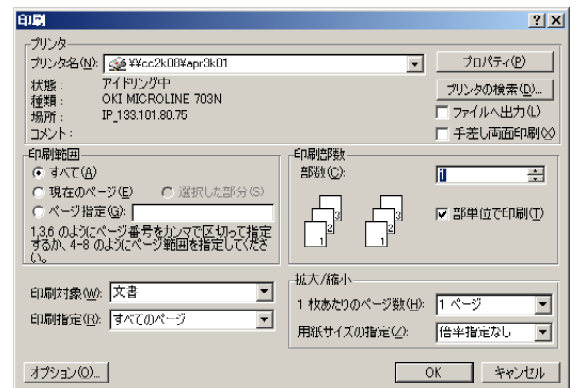 印刷
プリンタ
プリンタ名(N): ¥¥cc2k08¥apr3k01
プロパティ(P)
状態: アイドリング中
プリンタの検索(D)...
種類: OKI MICROLINE 703N
場所: IP_133.101.80.75
ファイルへ出力(L)
コメント:
手差し両面印刷(X)
印刷範囲
すべて(A)
現在のページ(E) 選択した部分(S)
ページ指定(G):
1,3,6 のようにページ番号をカンマで区切って指定
するか、4-8 のようにページ範囲を指定してくださ
い。
印刷部数
部数(C): 1
部単位で印刷(T)
1 2 3
1 2 3
印刷対象(W): 文書
印刷指定(R): すべてのページ
拡大/縮小
1 枚あたりのページ数(H): 1 ページ
用紙サイズの指定(Z): 倍率指定なし
オプション(O)...
OK
キャンセル